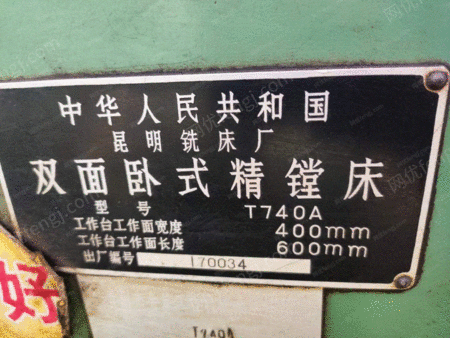 中华人民共和国
昆明铣床厂
双面卧式精镗床
型号 T740A
工作台工作面宽度 400mm
工作台工作面长度 600mm
出厂编号 170034
好
T740A